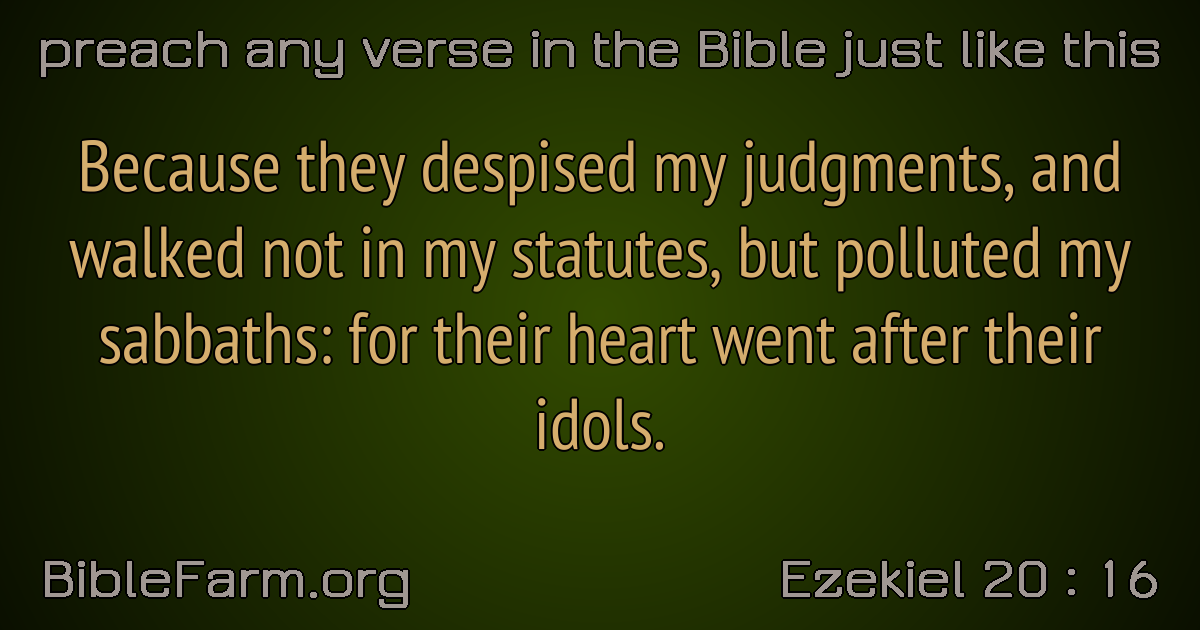 preach any verse in the Bible just like this
Because they despised my judgments, and
walked not in my statutes, but polluted my
sabbaths: for their heart went after their
idols.
BibleFarm.org
Ezekiel 20 : 16